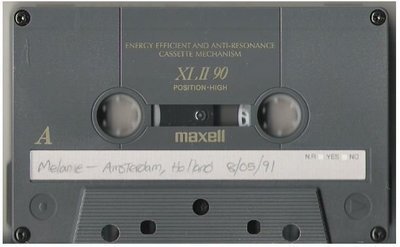 ENERGY EFFICIENT AND ANTI-RESONANCE
CASSETTE MECHANISM
XLII 90
POSITION•HIGH
A
maxell
N.R YES NO
Melanie - Amsterdam, Holland 8/05/91